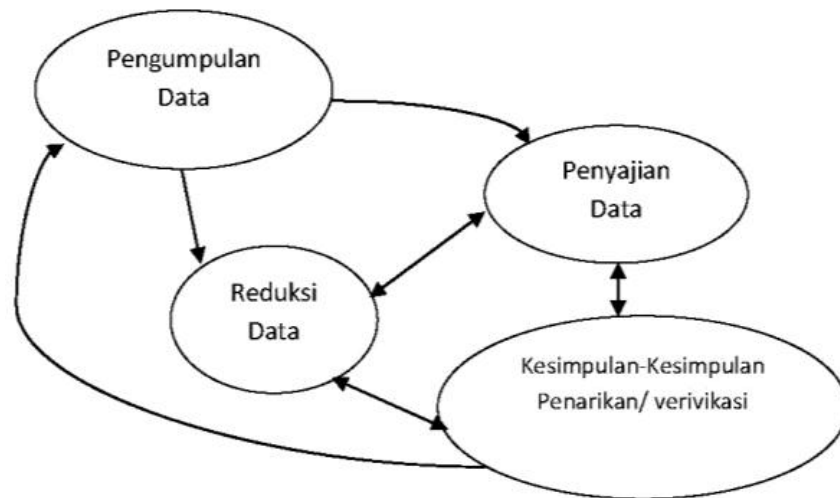 Pengumpulan
Data
Penyajian
Data
Reduksi
Data
Kesimpulan-Kesimpulan
Penarikan/ verivikasi